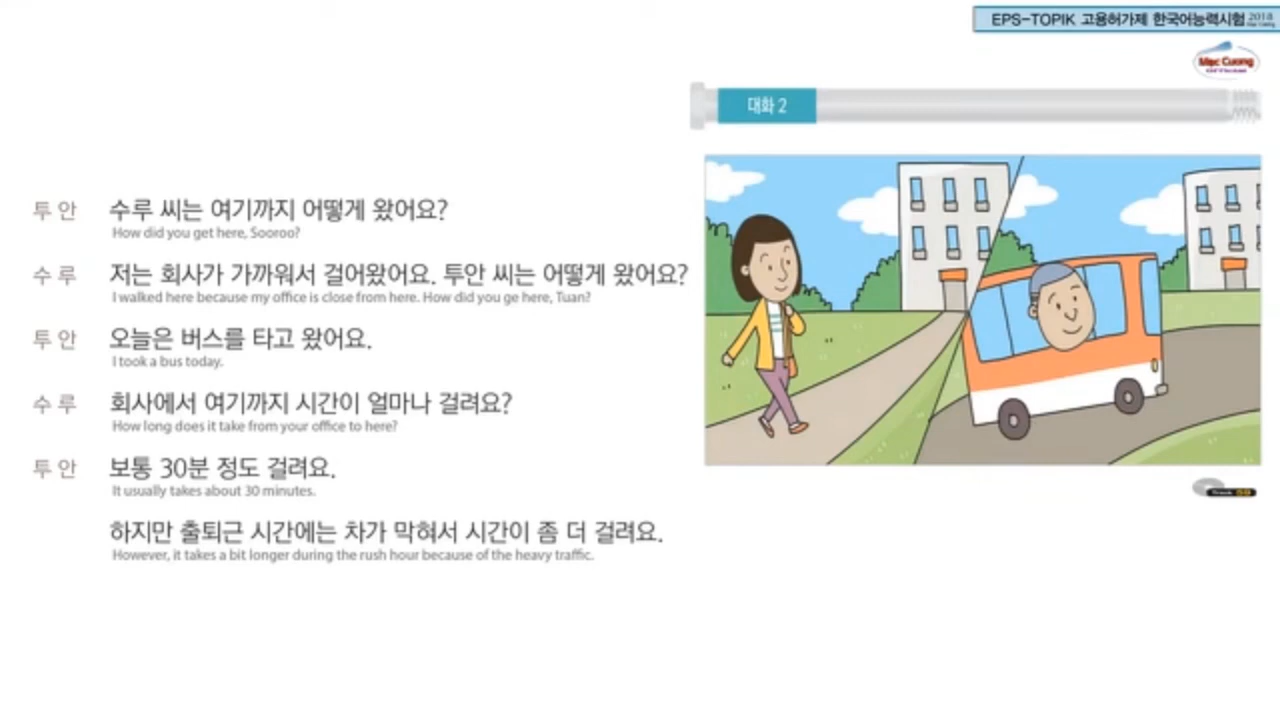 EPS-TOPIK 고용허가제 한국어능력시험 2018
Mạc Cương
대화 2
투안 수루 씨는 여기까지 어떻게 왔어요?
How did you get here, Sooroo?
수루 저는 회사가 가까워서 걸어왔어요. 투안 씨는 어떻게 왔어요?
I walked here because my office is close from here. How did you ge here, Tuan?
투안 오늘은 버스를 타고 왔어요.
I took a bus today.
수루 회사에서 여기까지 시간이 얼마나 걸려요?
How long does it take from your office to here?
투안 보통 30분 정도 걸려요.
It usually takes about 30 minutes.
하지만 출퇴근 시간에는 차가 막혀서 시간이 좀 더 걸려요.
However, it takes a bit longer during the rush hour because of the heavy traffic.
Track 59